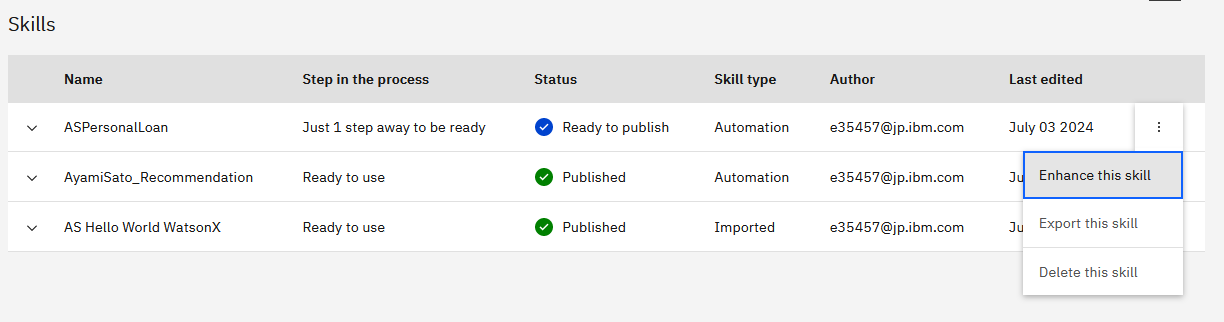 Skills
Name Step in the process Status Skill type Author Last edited
ASPersonalLoan Just 1 step away to be ready Ready to publish Automation e35457@jp.ibm.com July 03 2024
AyamiSato_Recommendation Ready to use Published Automation e35457@jp.ibm.com Ju
Enhance this skill
AS Hello World WatsonX Ready to use Published Imported e35457@jp.ibm.com Ju
Export this skill
Delete this skill